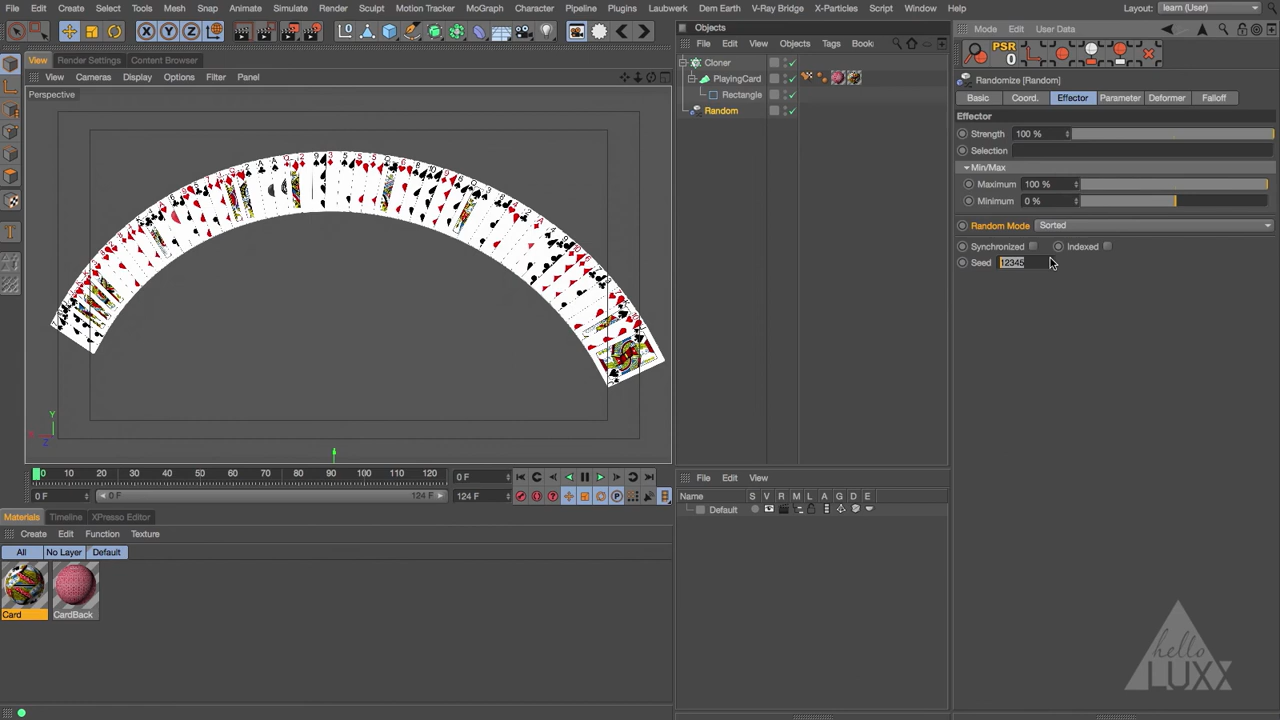 File Edit Create Select Tools Mesh Snap Animate Simulate Render Sculpt Motion Tracker MoGraph Character Pipeline Plugins Laubwerk Dem Earth V-Ray Bridge X-Particles Script Window Help Layout: learn (User)
X Y Z
PSR 0
Objects
File Edit View Objects Tags Book
Cloner
PlayingCard
Rectangle
Random
Mode Edit User Data
Randomize [Random]
Basic Coord. Effector Parameter Deformer Falloff
Effector
Strength 100 %
Selection
Min/Max
Maximum 100 %
Minimum 0 %
Random Mode Sorted
Synchronized Indexed
Seed 12345
View Render Settings Content Browser
View Cameras Display Options Filter Panel
Perspective
Y
Z
0 10 20 30 40 50 60 70 80 90 100 110 120 0 F
0 F 0 F 124 F 124 F
P
Materials Timeline XPresso Editor
Create Edit Function Texture
All No Layer Default
Card CardBack
File Edit View
Name S V R M L A G D E
Default
hello
LUXX